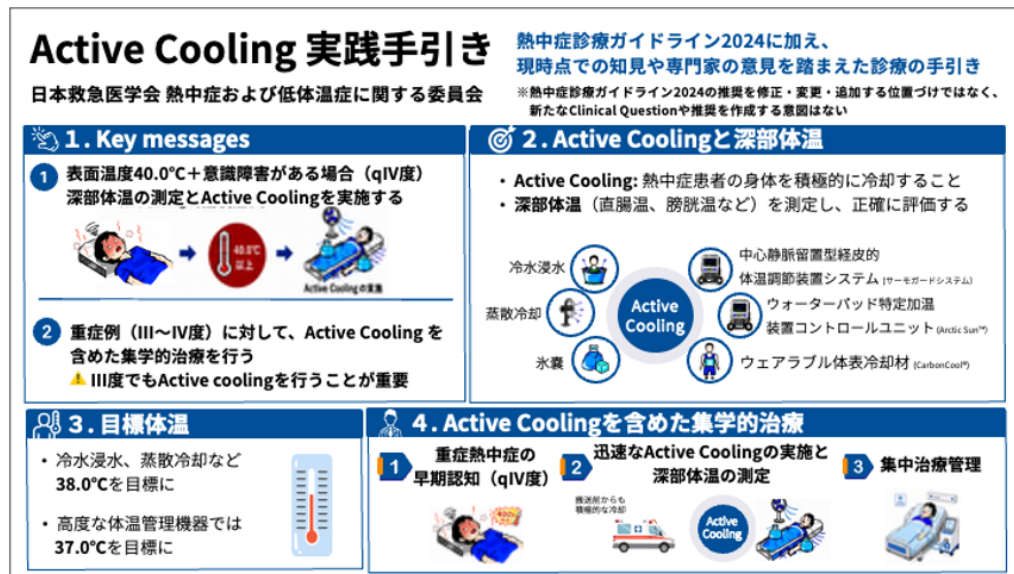 Active Cooling 実践手引き
日本救急医学会 熱中症および低体温症に関する委員会
熱中症診療ガイドライン2024に加え、
現時点での知見や専門家の意見を踏まえた診療の手引き
※熱中症診療ガイドライン2024の推奨を修正・変更・追加する位置づけではなく、
新たなClinical Questionや推奨を作成する意図はない
1. Key messages
1 表面温度40.0℃＋意識障害がある場合（qIV度）
深部体温の測定とActive Coolingを実施する
40.0℃
以上
Active Coolingの実施
2 重症例（III～IV度）に対して、Active Cooling を
含めた集学的治療を行う
III度でもActive coolingを行うことが重要
2. Active Coolingと深部体温
・ Active Cooling: 熱中症患者の身体を積極的に冷却すること
・ 深部体温（直腸温、膀胱温など）を測定し、正確に評価する
冷水浸水
蒸散冷却
氷嚢
Active
Cooling
中心静脈留置型経皮的
体温調節装置システム (サーモガードシステム)
ウォーターパッド特定加温
装置コントロールユニット (Arctic Sun™)
ウェアラブル体表冷却材 (CarbonCool®)
3. 目標体温
・ 冷水浸水、蒸散冷却など
38.0℃を目標に
・ 高度な体温管理機器では
37.0℃を目標に
4. Active Coolingを含めた集学的治療
1 重症熱中症の
早期認知（qIV度）
2 迅速なActive Coolingの実施と
深部体温の測定
搬送前からも
積極的な冷却
Active
Cooling
3 集中治療管理